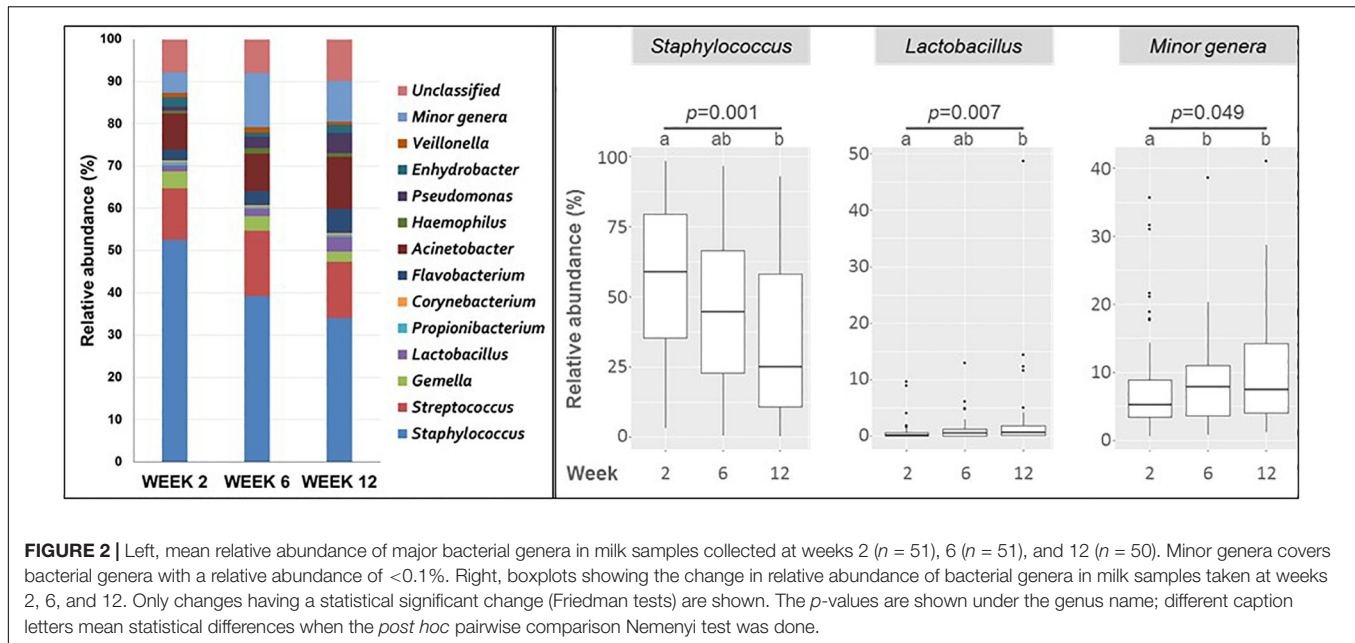 100
90
80
70
60
50
40
30
20
10
0
Relative abundance (%)
WEEK 2 WEEK 6 WEEK 12
Unclassified
Minor genera
Veillonella
Enhydrobacter
Pseudomonas
Haemophilus
Acinetobacter
Flavobacterium
Corynebacterium
Propionibacterium
Lactobacillus
Gemella
Streptococcus
Staphylococcus
Staphylococcus
p=0.001
a ab b
100
75
50
25
0
Relative abundance (%)
Week 2 6 12
Lactobacillus
p=0.007
a ab b
50
40
30
20
10
0
2 6 12
Minor genera
p=0.049
a b b
40
30
20
10
0
2 6 12
FIGURE 2 | Left, mean relative abundance of major bacterial genera in milk samples collected at weeks 2 (n = 51), 6 (n = 51), and 12 (n = 50). Minor genera covers
bacterial genera with a relative abundance of <0.1%. Right, boxplots showing the change in relative abundance of bacterial genera in milk samples taken at weeks
2, 6, and 12. Only changes having a statistical significant change (Friedman tests) are shown. The p-values are shown under the genus name; different caption
letters mean statistical differences when the post hoc pairwise comparison Nemenyi test was done.